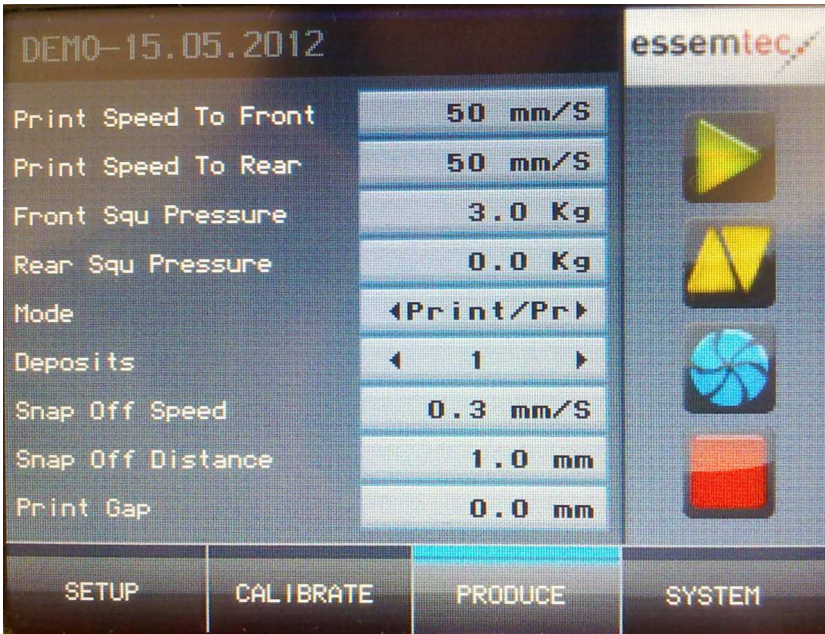 DEMO-15.05.2012
essemtec
Print Speed To Front 50 mm/S
Print Speed To Rear 50 mm/S
Front Squ Pressure 3.0 Kg
Rear Squ Pressure 0.0 Kg
Mode Print/Pr
Deposits 1
Snap Off Speed 0.3 mm/S
Snap Off Distance 1.0 mm
Print Gap 0.0 mm
SETUP CALIBRATE PRODUCE SYSTEM